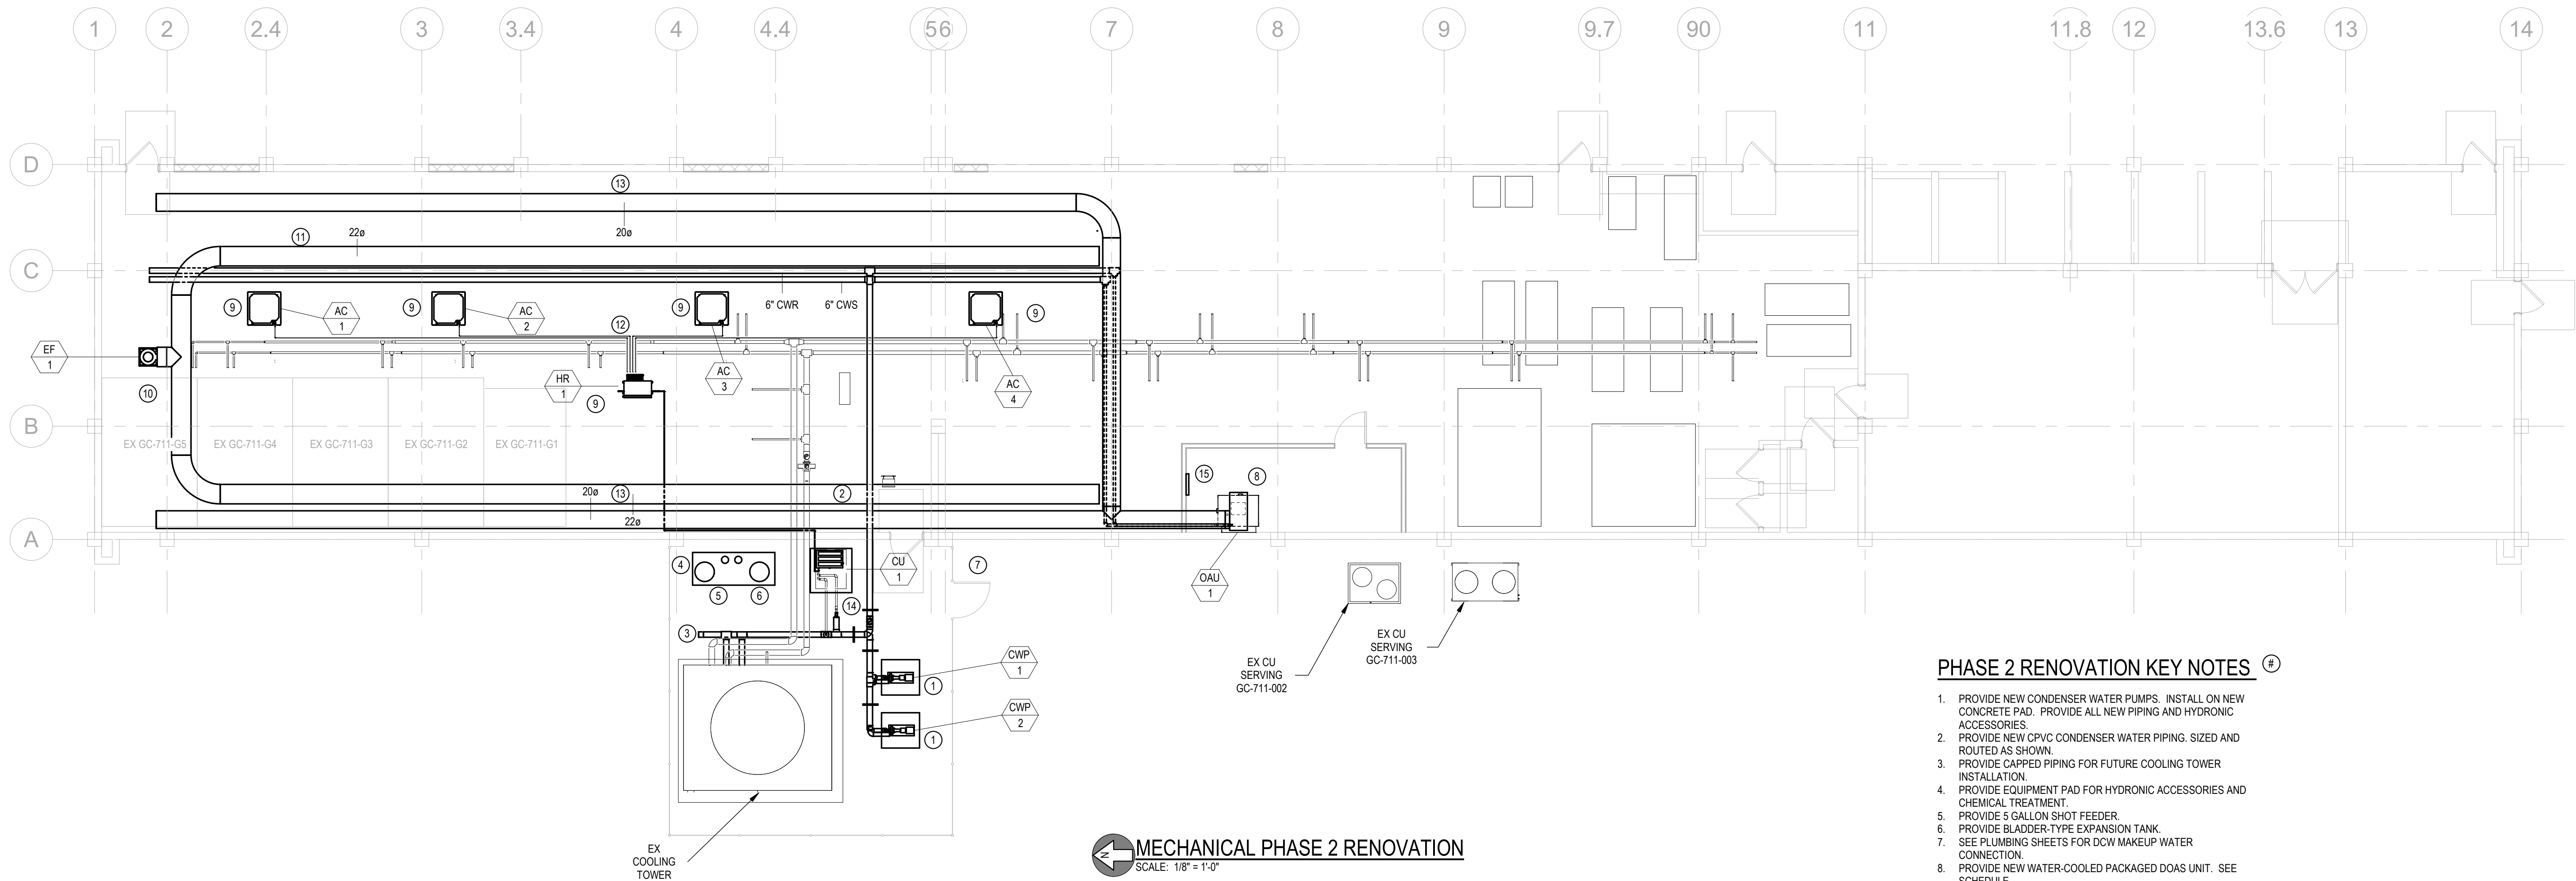 1 2 2.4 3 3.4 4 4.4 5 6 7 8 9 9.7 90 11 11.8 12 13.6 13 14
D
13
20ø
11
22ø
C
6" CWR
6" CWS
9
AC
1
9
AC
2
9
AC
3
9
AC
4
12
EF
1
10
HR
1
9
B
EX GC-711-G5
EX GC-711-G4
EX GC-711-G3
EX GC-711-G2
EX GC-711-G1
20ø
13
22ø
2
15
8
A
4
5
6
CU
1
7
14
3
OAU
1
CWP
1
1
CWP
2
1
EX CU
SERVING
GC-711-003
EX CU
SERVING
GC-711-002
EX
COOLING
TOWER
N
MECHANICAL PHASE 2 RENOVATION
SCALE: 1/8" = 1'-0"
PHASE 2 RENOVATION KEY NOTES #
1. PROVIDE NEW CONDENSER WATER PUMPS. INSTALL ON NEW
CONCRETE PAD. PROVIDE ALL NEW PIPING AND HYDRONIC
ACCESSORIES.
2. PROVIDE NEW CPVC CONDENSER WATER PIPING. SIZED AND
ROUTED AS SHOWN.
3. PROVIDE CAPPED PIPING FOR FUTURE COOLING TOWER
INSTALLATION.
4. PROVIDE EQUIPMENT PAD FOR HYDRONIC ACCESSORIES AND
CHEMICAL TREATMENT.
5. PROVIDE 5 GALLON SHOT FEEDER.
6. PROVIDE BLADDER-TYPE EXPANSION TANK.
7. SEE PLUMBING SHEETS FOR DCW MAKEUP WATER
CONNECTION.
8. PROVIDE NEW WATER-COOLED PACKAGED DOAS UNIT. SEE
SCHEDULE